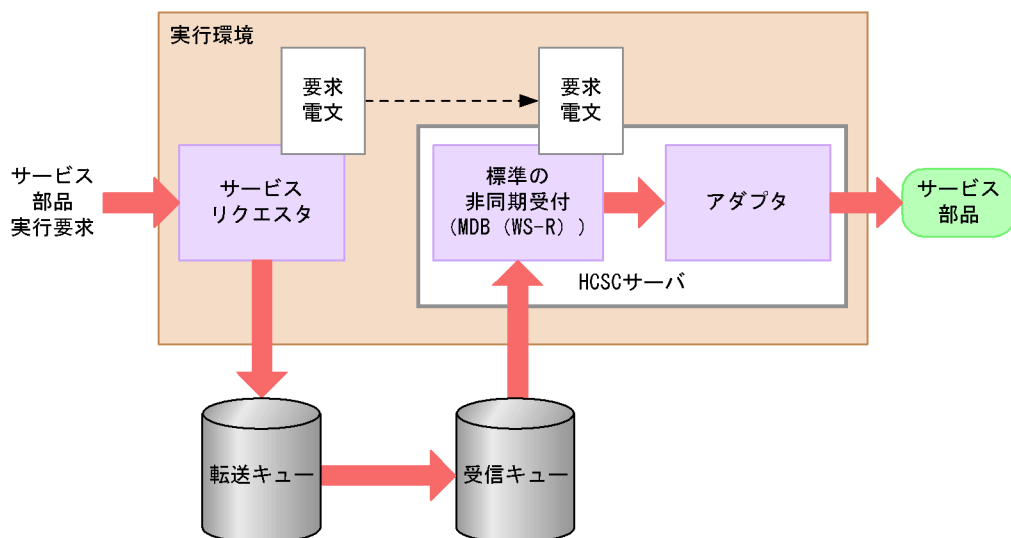 実行環境
要求
電文
要求
電文
サービス
部品
実行要求
サービス
リクエスタ
標準の
非同期受付
(MDB（WS-R）)
アダプタ
サービス
部品
HCSCサーバ
転送キュー
受信キュー